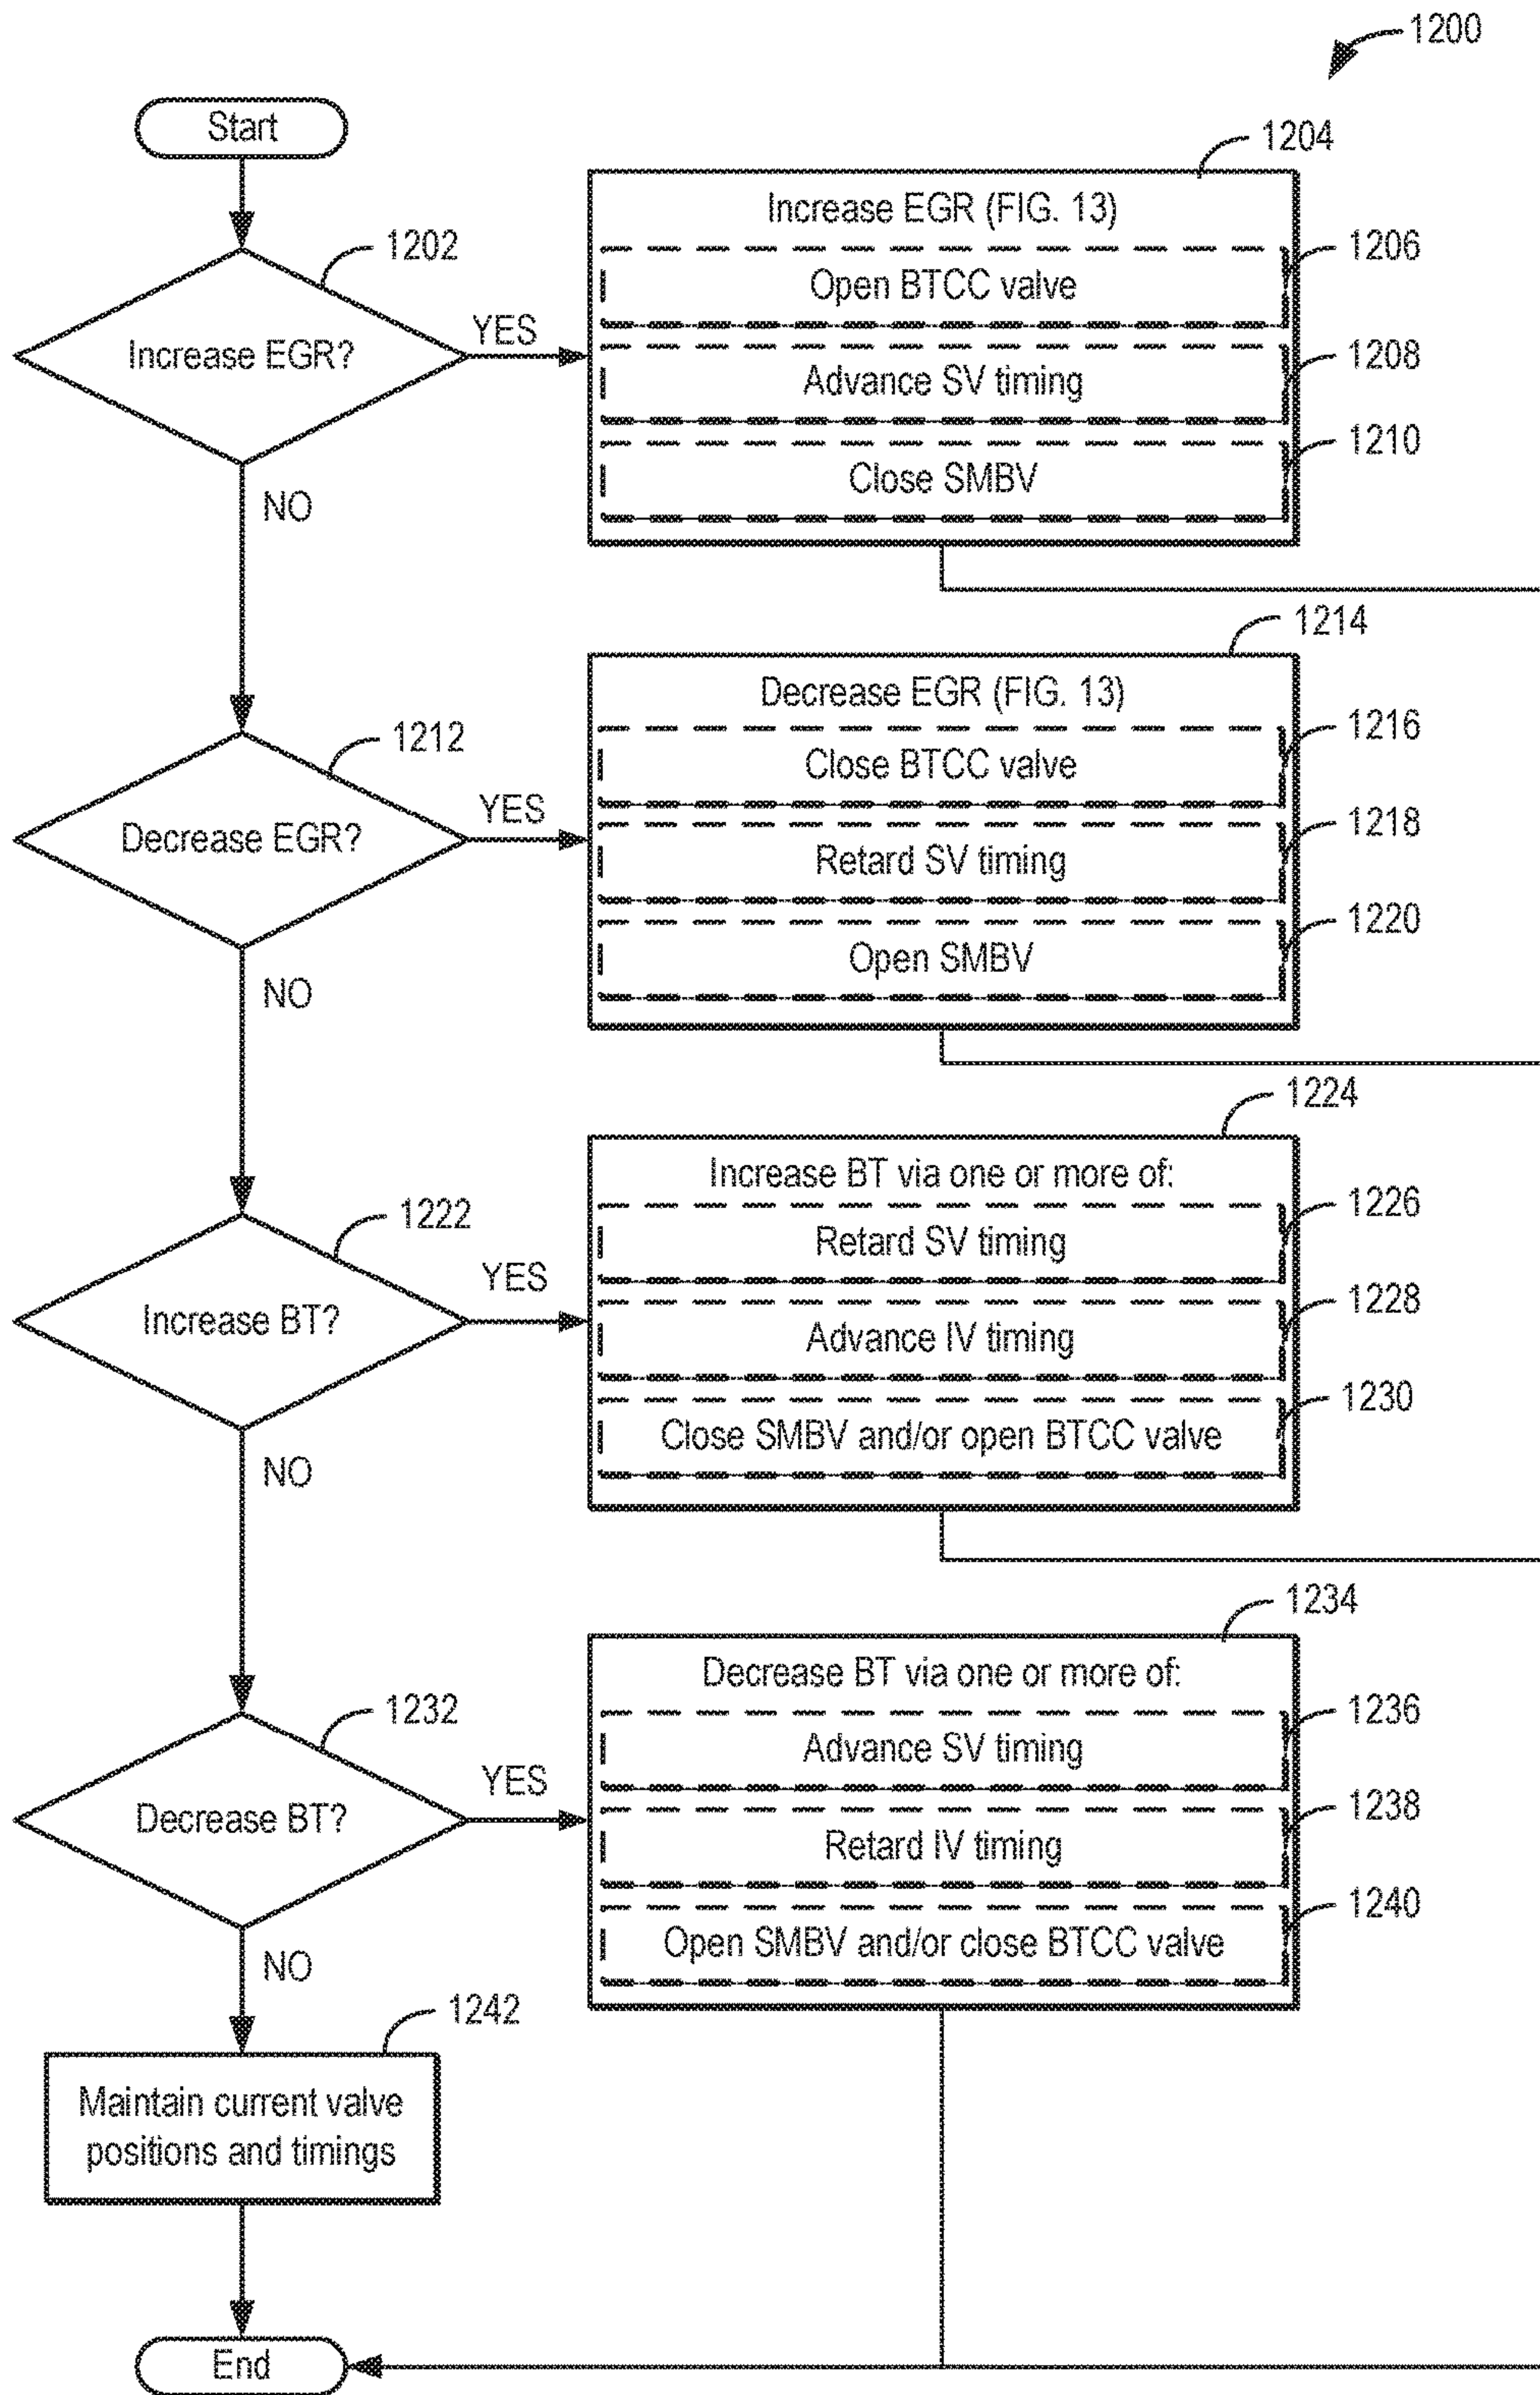 1200
Start
1204
Increase EGR (FIG. 13)
1202
1206
Open BTCC valve
Increase EGR?
YES
1208
Advance SV timing
1210
Close SMBV
NO
1214
Decrease EGR (FIG. 13)
1212
1216
Close BTCC valve
Decrease EGR?
YES
1218
Retard SV timing
1220
Open SMBV
NO
1224
Increase BT via one or more of:
1222
1226
Retard SV timing
Increase BT?
YES
1228
Advance IV timing
1230
Close SMBV and/or open BTCC valve
NO
1234
Decrease BT via one or more of:
1232
1236
Advance SV timing
Decrease BT?
YES
1238
Retard IV timing
1240
Open SMBV and/or close BTCC valve
NO
1242
Maintain current valve
positions and timings
End